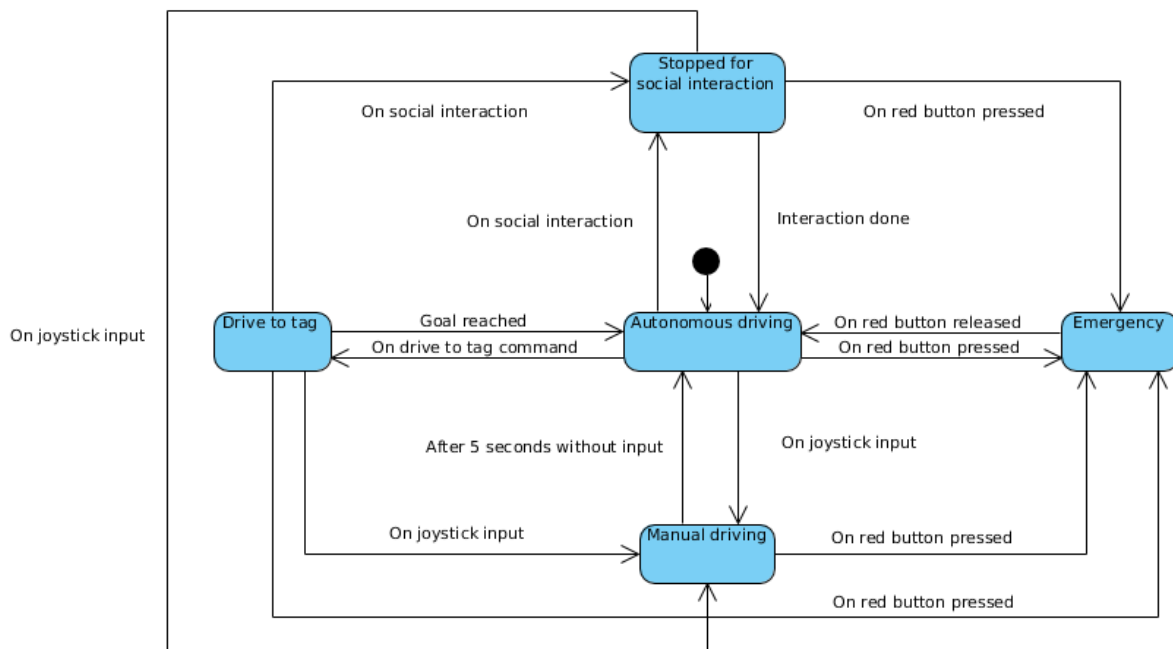 Stopped for
social interaction
On social interaction
On red button pressed
On social interaction
Interaction done
On joystick input
Drive to tag
Goal reached
On drive to tag command
Autonomous driving
On red button released
On red button pressed
Emergency
After 5 seconds without input
On joystick input
On joystick input
Manual driving
On red button pressed
On red button pressed